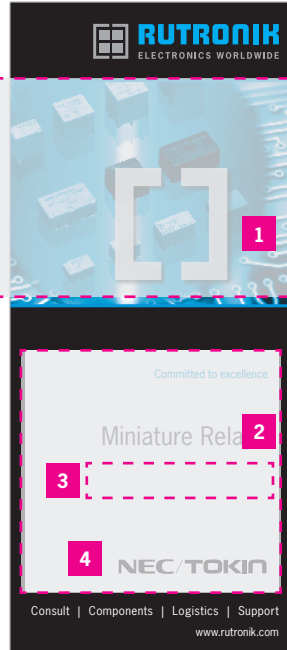 RUTRONIK
ELECTRONICS WORLDWIDE
1
Committed to excellence
Miniature Rela
2
3
4
NEC/TOKIN
Consult | Components | Logistics | Support
www.rutronik.com